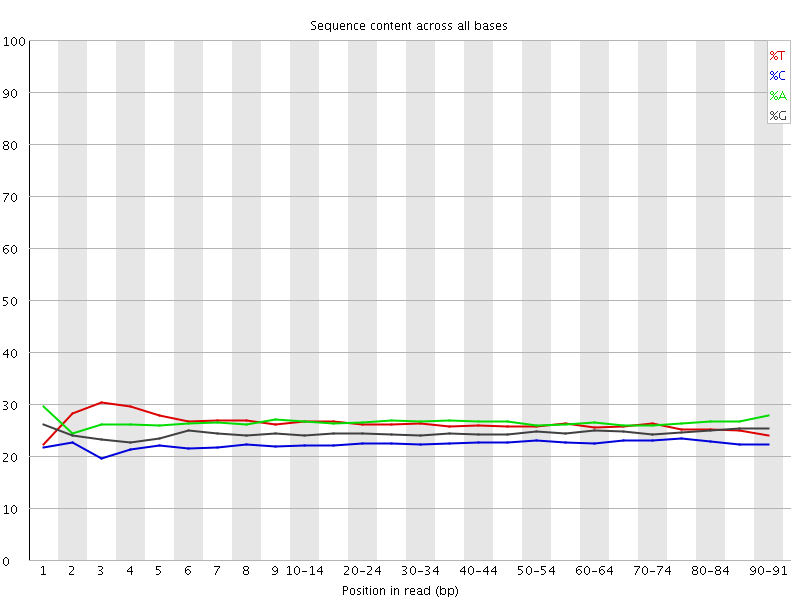 Sequence content across all bases
100
90
80
70
60
50
40
30
20
10
0
%T
%C
%A
%G
1 2 3 4 5 6 7 8 9 10-14 20-24 30-34 40-44 50-54 60-64 70-74 80-84 90-91
Position in read (bp)